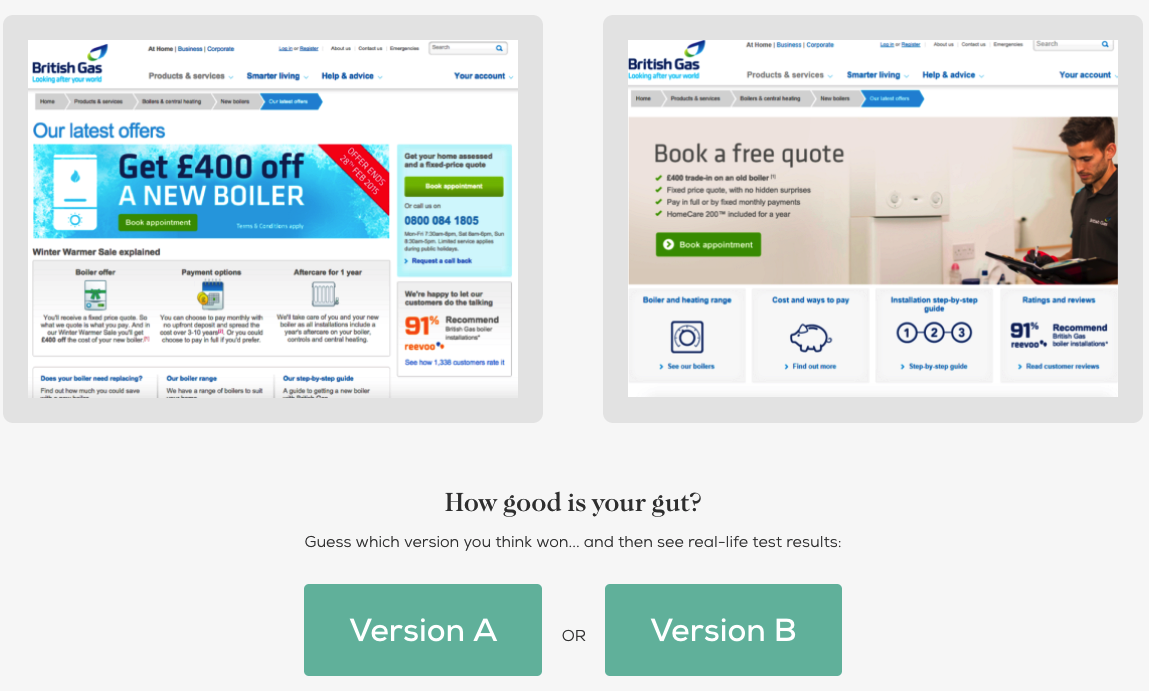 British Gas
Looking after your world
At Home | Business | Corporate
Log in or Register
About us | Contact us | Emergencies
Search
Products & services
Smarter living
Help & advice
Your account
Home
Products & services
Boilers & central heating
New boilers
Our latest offers
Our latest offers
Get £400 off
A NEW BOILER
Book appointment
Terms & Conditions apply
OFFER ENDS
28TH FEB 2015
Get your home assessed
and a fixed-price quote
Book appointment
Or call us on
0800 084 1805
Mon-Fri 7:30am-6pm, Sat 8am-6pm, Sun
8:30am-5pm. Limited service applies
during public holidays.
Request a call back
Winter Warmer Sale explained
Boiler offer
You'll receive a fixed price quote. So
what we quote is what you pay. And in
our Winter Warmer Sale you'll get
£400 off the cost of your new boiler.[1]
Payment options
You can choose to pay monthly with
no upfront deposit and spread the
cost over 3-10 years[2]. Or you could
choose to pay in full if you'd prefer.
Aftercare for 1 year
We'll take care of you and your new
boiler as all installations include a
year's aftercare on your boiler,
controls and central heating.
We're happy to let our
customers do the talking
91%
reevoo
Recommend
British Gas boiler
installations*
See how 1,338 customers rate it
Does your boiler need replacing?
Find out how much you could save
Our boiler range
We have a range of boilers to suit
Our step-by-step guide
A guide to getting a new boiler
British Gas
Looking after your world
At Home | Business | Corporate
Log in or Register
About us | Contact us | Emergencies
Search
Products & services
Smarter living
Help & advice
Your account
Home
Products & services
Boilers & central heating
New boilers
Our latest offers
Book a free quote
£400 trade-in on an old boiler [1]
Fixed price quote, with no hidden surprises
Pay in full or by fixed monthly payments
HomeCare 200™ included for a year
Book appointment
British Gas
Boiler and heating range
See our boilers
Cost and ways to pay
Find out more
Installation step-by-step
guide
1 2 3
Step-by-step guide
Ratings and reviews
91%
reevoo
Recommend
British Gas
boiler installations*
Read customer reviews
How good is your gut?
Guess which version you think won... and then see real-life test results:
Version A
OR
Version B